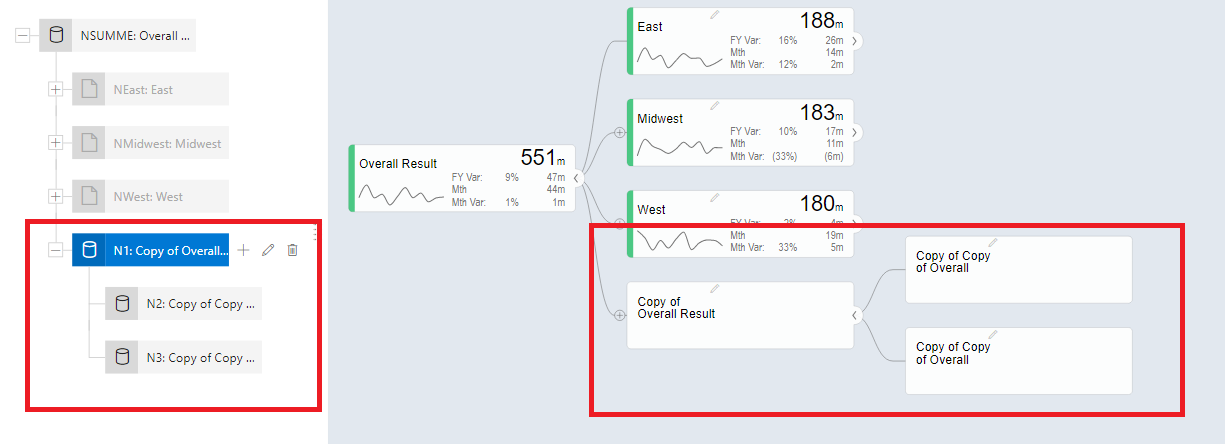 NSUMME: Overall ...
NEast: East
NMidwest: Midwest
NWest: West
N1: Copy of Overall...
N2: Copy of Copy ...
N3: Copy of Copy ...
Overall Result
551m
FY Var: 9% 47m
Mth 44m
Mth Var: 1% 1m
East
188m
FY Var: 16% 26m
Mth 14m
Mth Var: 12% 2m
Midwest
183m
FY Var: 10% 17m
Mth 11m
Mth Var: (33%) (6m)
West
180m
FY Var: 2% 4m
Mth 19m
Mth Var: 33% 5m
Copy of
Overall Result
Copy of Copy
of Overall
Copy of Copy
of Overall